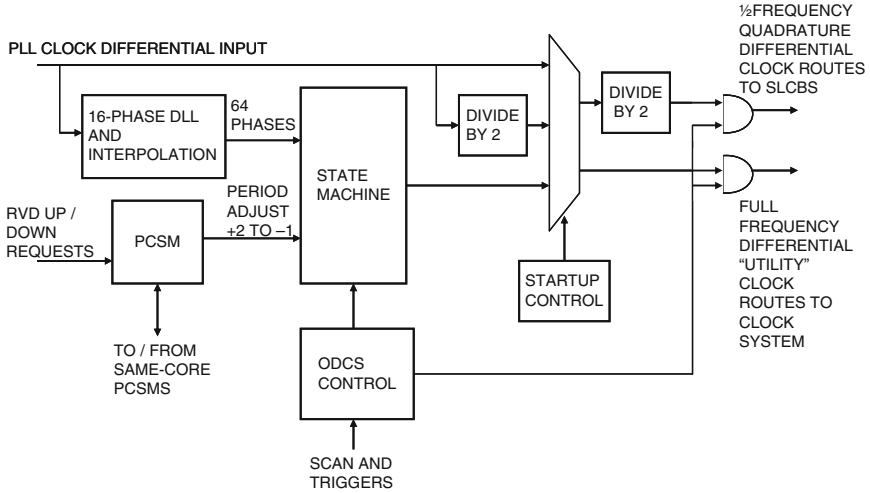 ½FREQUENCY
QUADRATURE
DIFFERENTIAL
CLOCK ROUTES
TO SLCBS
PLL CLOCK DIFFERENTIAL INPUT
16-PHASE DLL
AND
INTERPOLATION
64
PHASES
DIVIDE
BY 2
DIVIDE
BY 2
STATE
MACHINE
RVD UP /
DOWN
REQUESTS
PCSM
PERIOD
ADJUST
+2 TO –1
STARTUP
CONTROL
FULL
FREQUENCY
DIFFERENTIAL
“UTILITY”
CLOCK
ROUTES TO
CLOCK
SYSTEM
TO / FROM
SAME-CORE
PCSMS
ODCS
CONTROL
SCAN AND
TRIGGERS